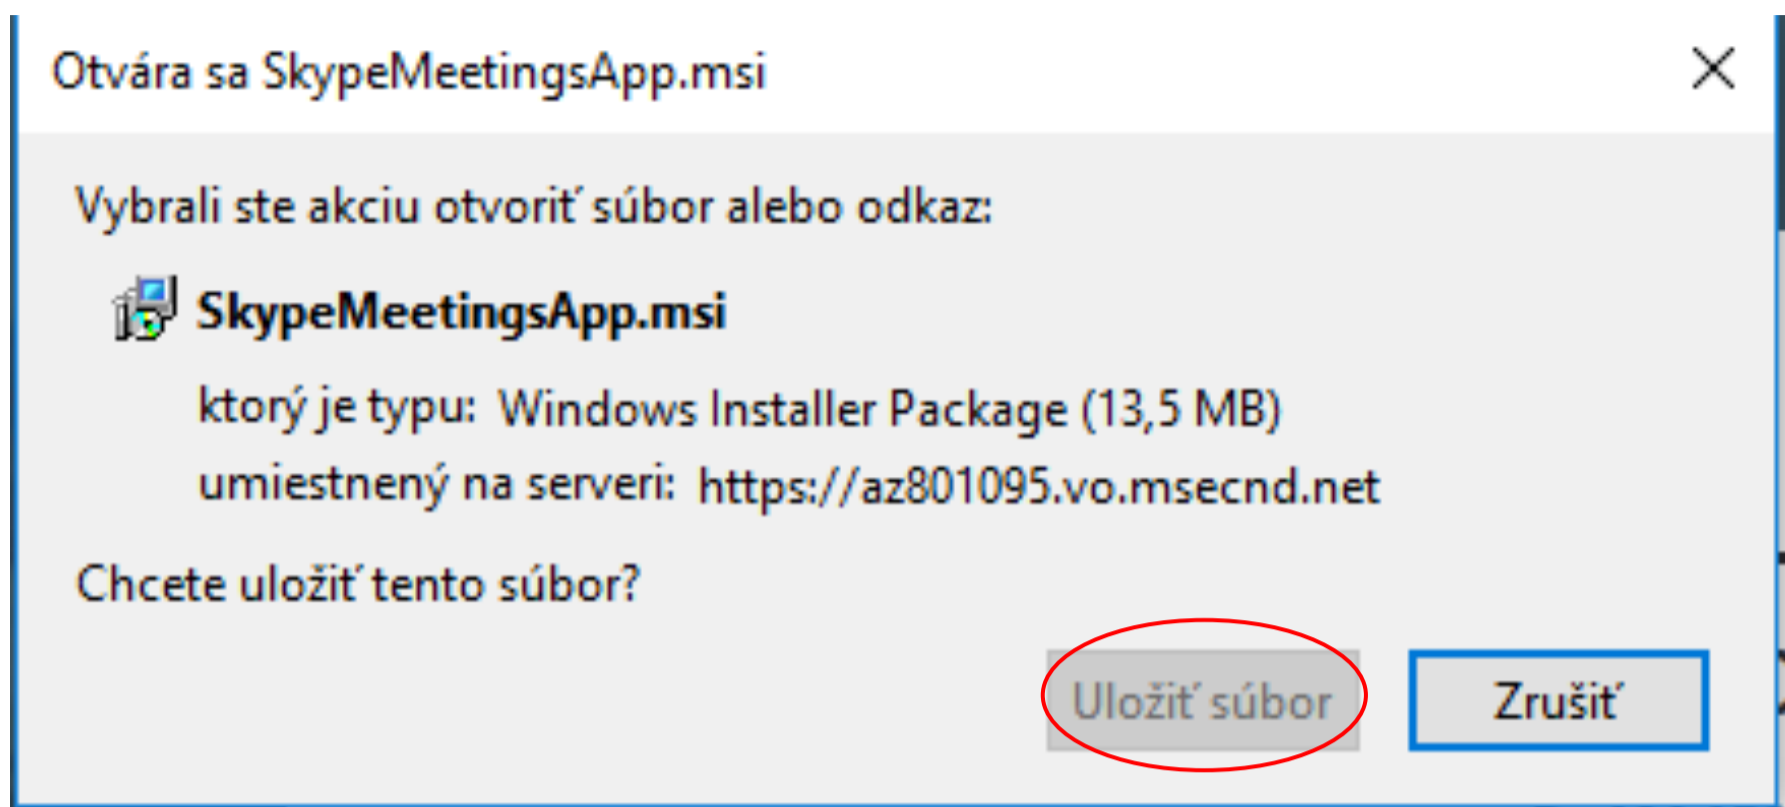 Otvára sa SkypeMeetingsApp.msi
Vybrali ste akciu otvoriť súbor alebo odkaz:
SkypeMeetingsApp.msi
ktorý je typu: Windows Installer Package (13,5 MB)
umiestnený na serveri: https://az801095.vo.msecnd.net
Chcete uložiť tento súbor?
Uložiť súbor Zrušiť